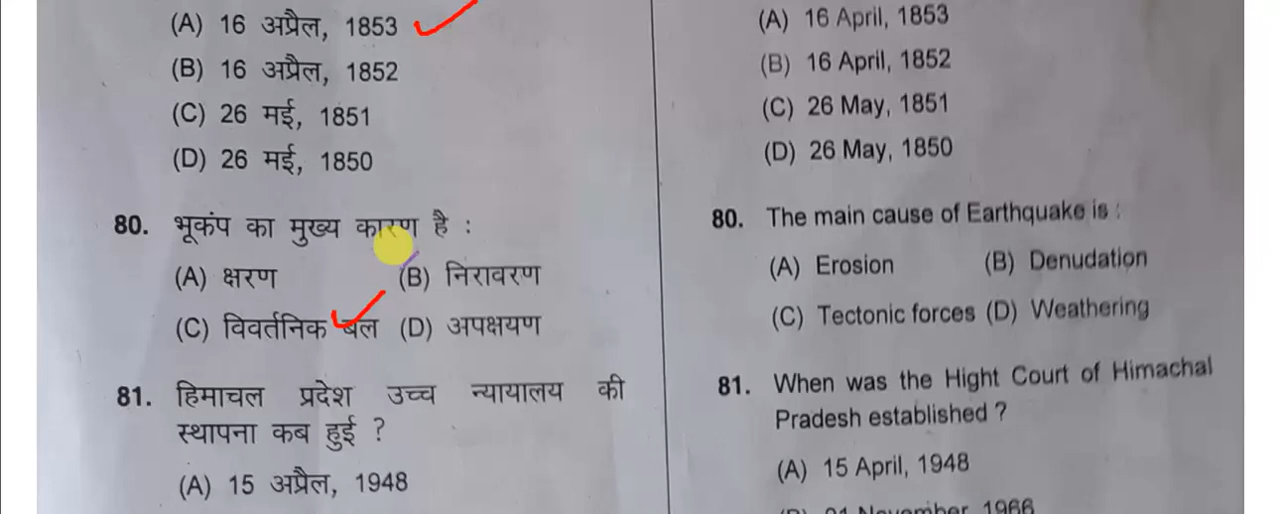 (A) 16 अप्रैल, 1853
(B) 16 अप्रैल, 1852
(C) 26 मई, 1851
(D) 26 मई, 1850
80. भूकंप का मुख्य कारण है :
(A) क्षरण (B) निरावरण
(C) विवर्तनिक बल (D) अपक्षयण
81. हिमाचल प्रदेश उच्च न्यायालय की
स्थापना कब हुई ?
(A) 15 अप्रैल, 1948
(A) 16 April, 1853
(B) 16 April, 1852
(C) 26 May, 1851
(D) 26 May, 1850
80. The main cause of Earthquake is :
(A) Erosion (B) Denudation
(C) Tectonic forces (D) Weathering
81. When was the Hight Court of Himachal
Pradesh established ?
(A) 15 April, 1948
November, 1966